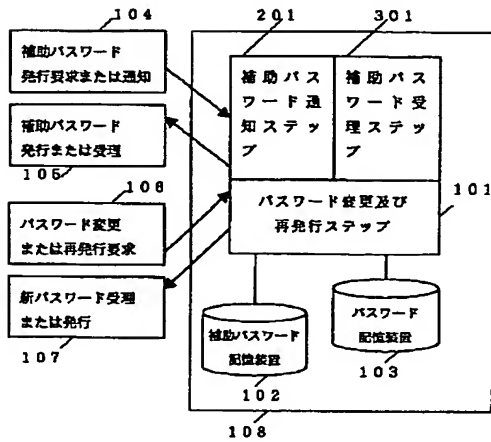 104
補助パスワード
発行要求または通知
補助パスワード
発行または受理
105
106
パスワード変更
または再発行要求
新パスワード受理
または発行
107
201
301
補助パス
ワード通
知ステッ
プ
補助パス
ワード受
理ステッ
プ
パスワード変更及び
再発行ステップ
101
補助パスワード
記憶装置
102
パスワード
記憶装置
103
108